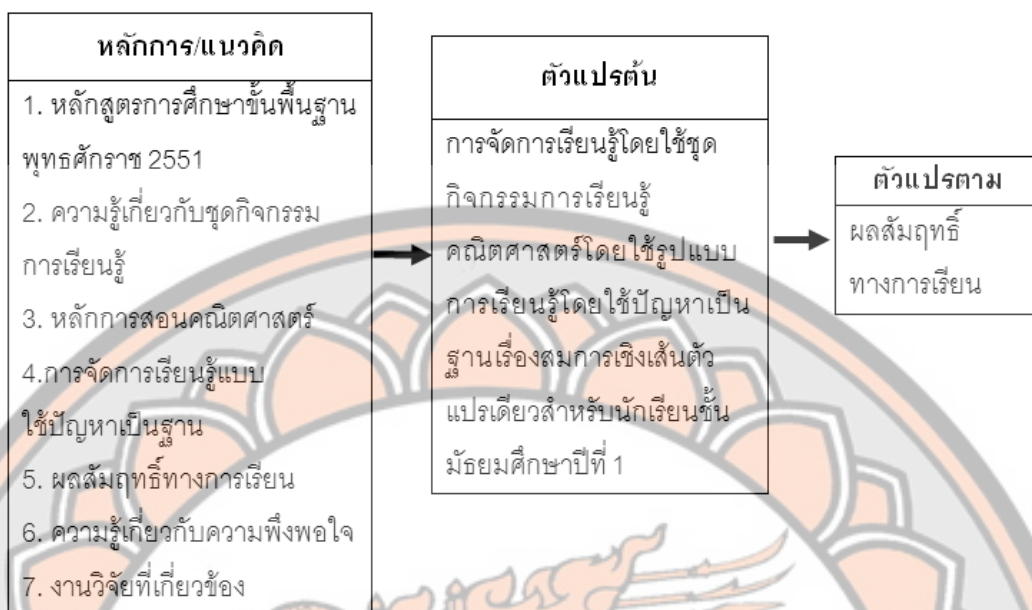 หลักการ/แนวคิด
1. หลักสูตรการศึกษาขั้นพื้นฐาน
พุทธศักราช 2551
2. ความรู้เกี่ยวกับชุดกิจกรรม
การเรียนรู้
3. หลักการสอนคณิตศาสตร์
4.การจัดการเรียนรู้แบบ
ใช้ปัญหาเป็นฐาน
5. ผลสัมฤทธิ์ทางการเรียน
6. ความรู้เกี่ยวกับความพึงพอใจ
7. งานวิจัยที่เกี่ยวข้อง
ตัวแปรต้น
การจัดการเรียนรู้โดยใช้ชุด
กิจกรรมการเรียนรู้
คณิตศาสตร์โดยใช้รูปแบบ
การเรียนรู้โดยใช้ปัญหาเป็น
ฐานเรื่องสมการเชิงเส้นตัว
แปรเดียวสำหรับนักเรียนชั้น
มัธยมศึกษาปีที่ 1
ตัวแปรตาม
ผลสัมฤทธิ์
ทางการเรียน